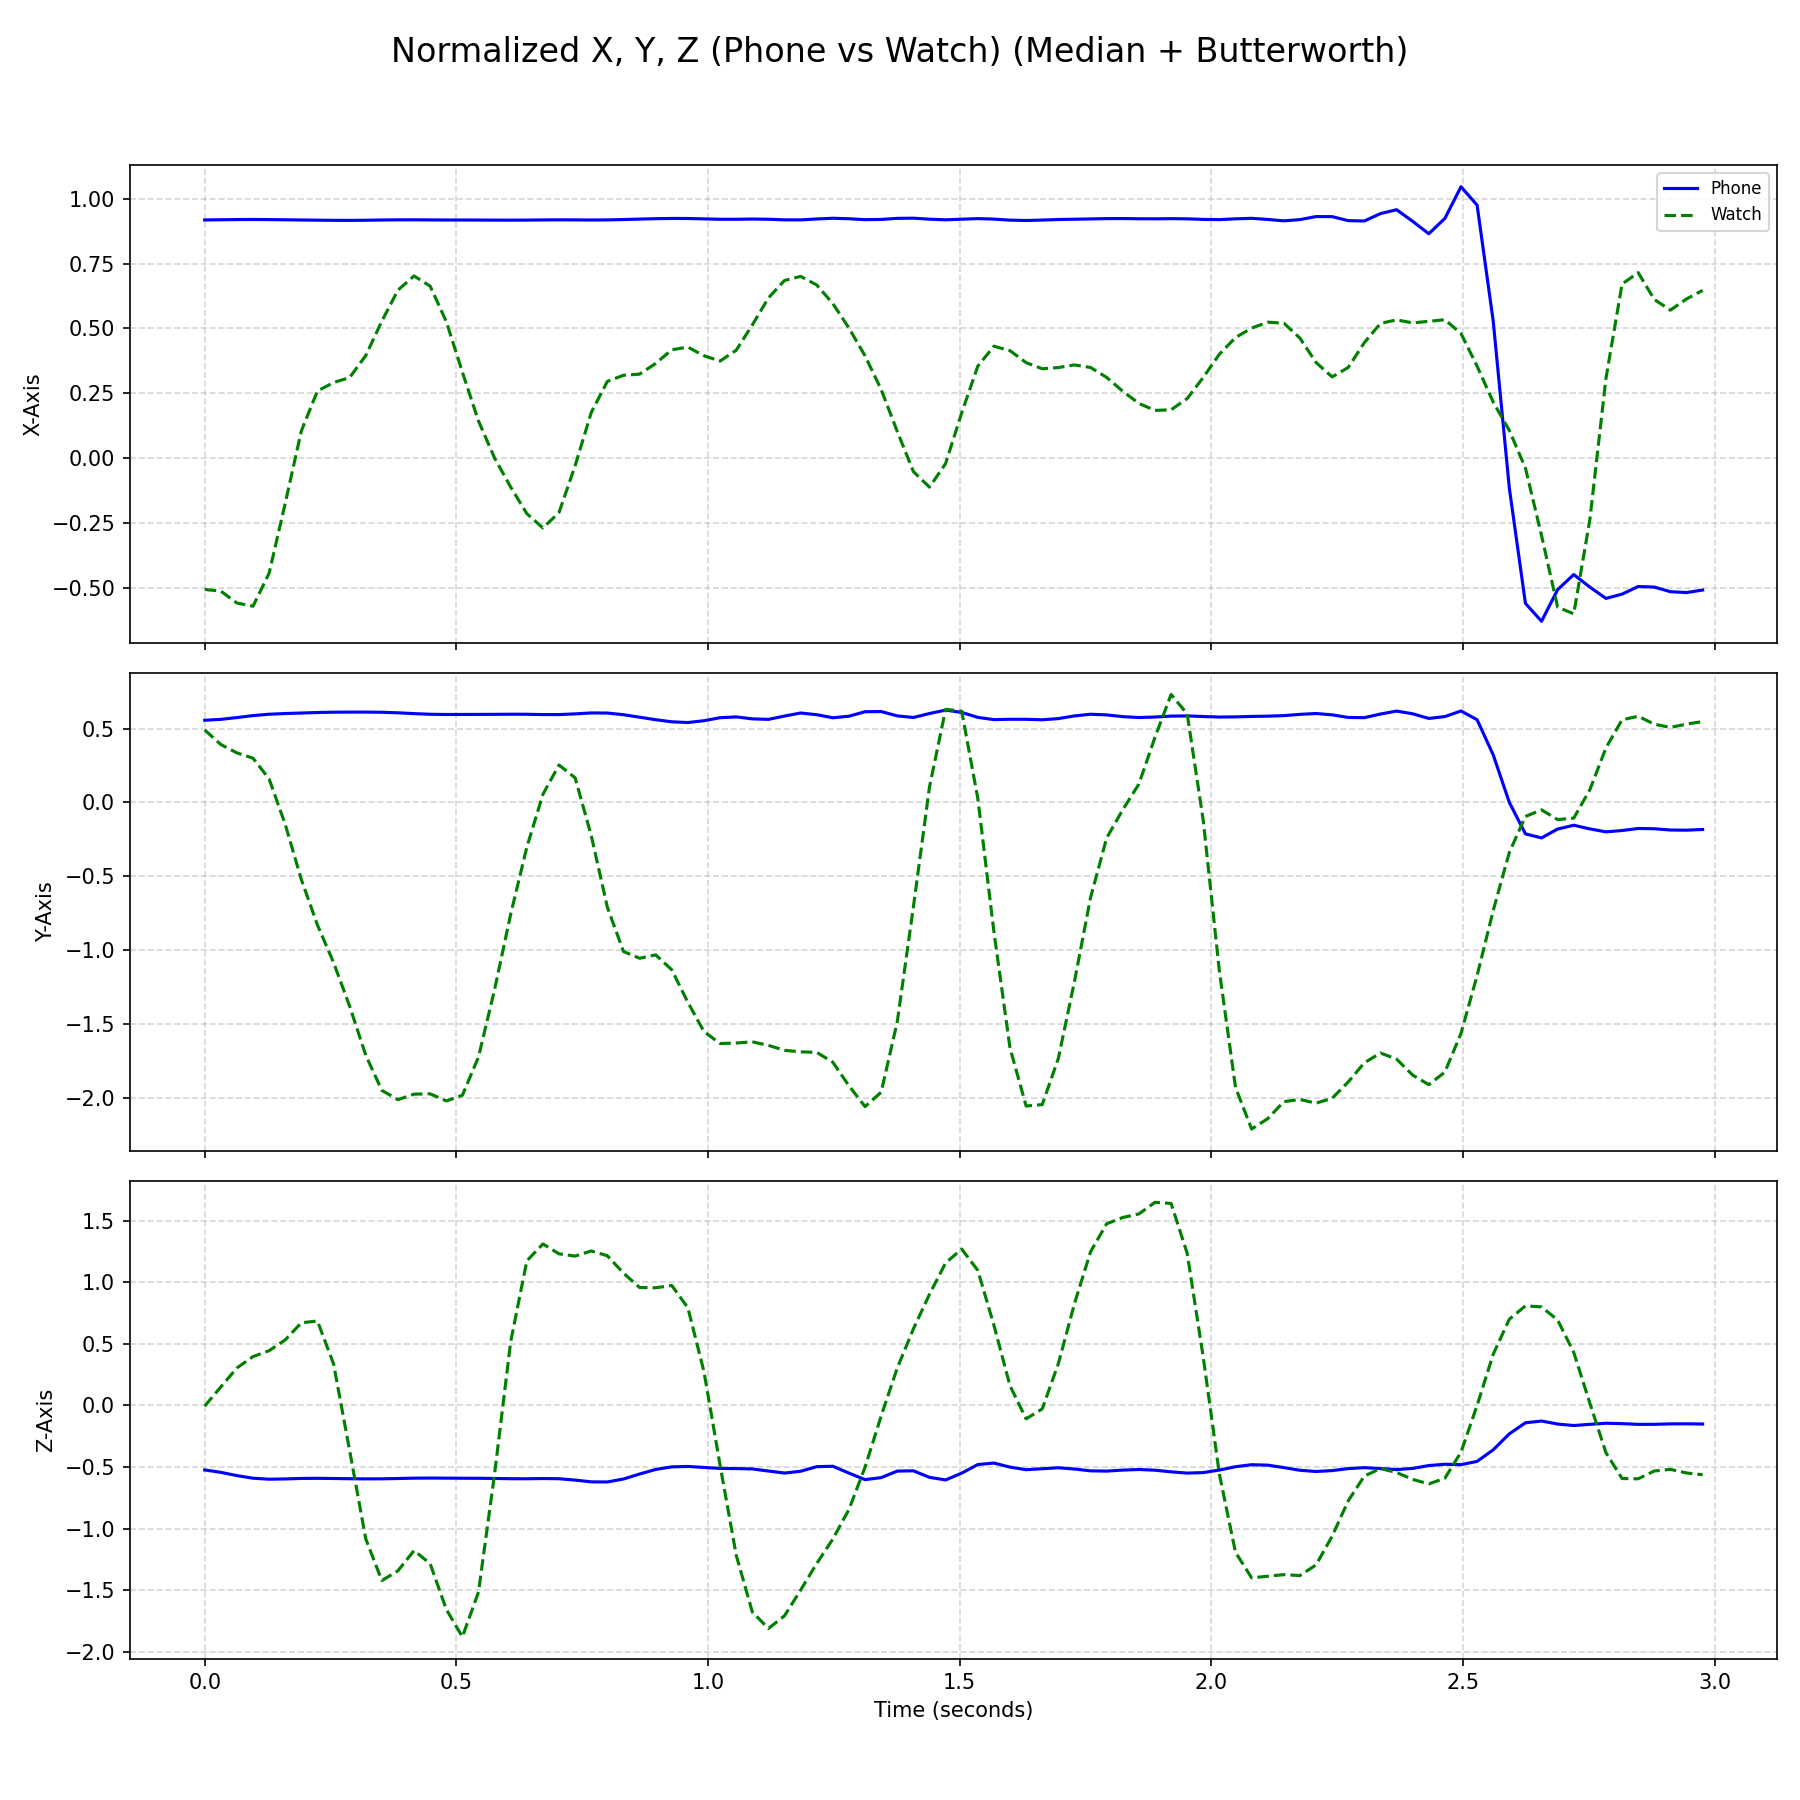 Normalized X, Y, Z (Phone vs Watch) (Median + Butterworth)
Phone
Watch
X-Axis
1.00
0.75
0.50
0.25
0.00
−0.25
−0.50
Y-Axis
0.5
0.0
−0.5
−1.0
−1.5
−2.0
Z-Axis
1.5
1.0
0.5
0.0
−0.5
−1.0
−1.5
−2.0
0.0 0.5 1.0 1.5 2.0 2.5 3.0
Time (seconds)